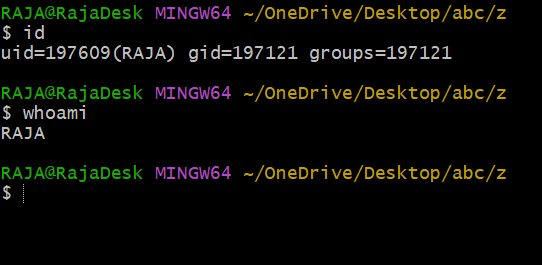 RAJA@RajaDesk MINGW64 ~/OneDrive/Desktop/abc/z
$ id
uid=197609(RAJA) gid=197121 groups=197121
RAJA@RajaDesk MINGW64 ~/OneDrive/Desktop/abc/z
$ whoami
RAJA
RAJA@RajaDesk MINGW64 ~/OneDrive/Desktop/abc/z
$